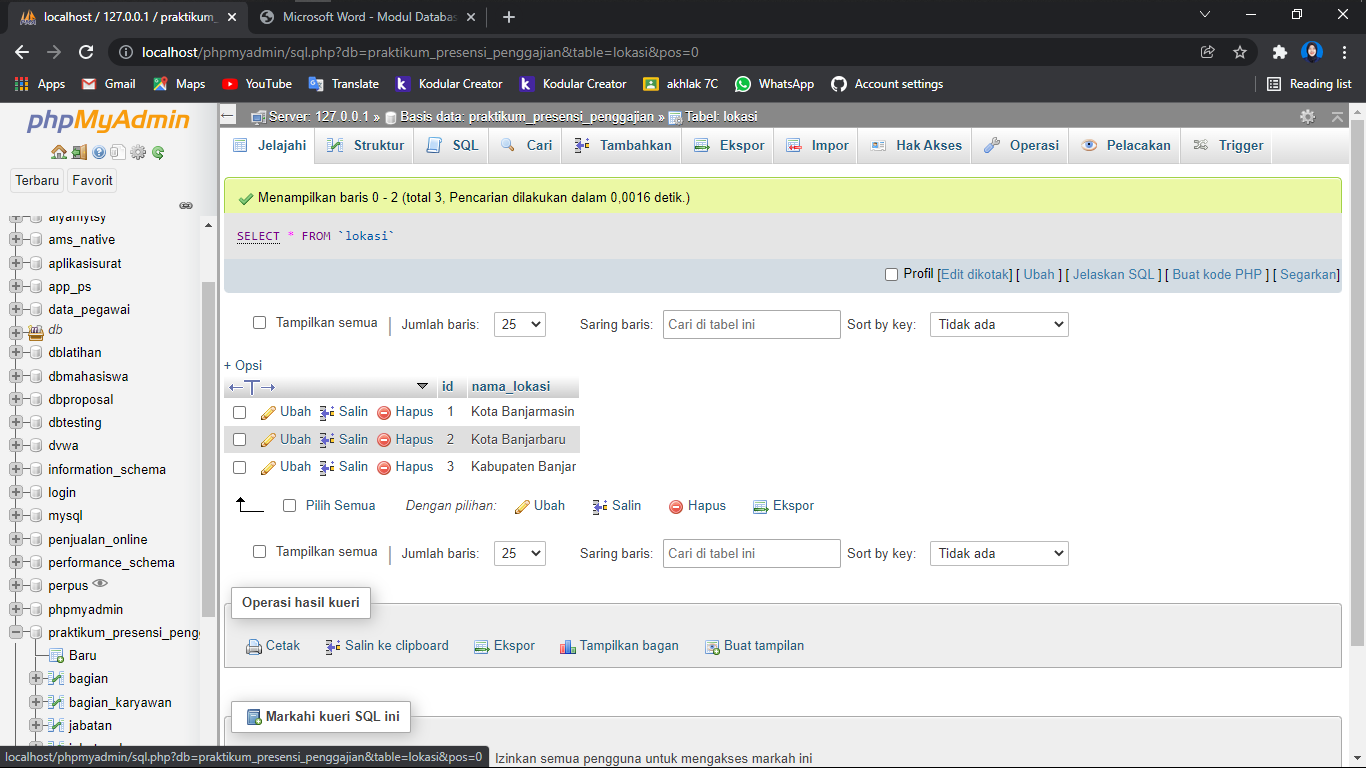 localhost / 127.0.0.1 / praktikum_
Microsoft Word - Modul Databas
localhost/phpmyadmin/sql.php?db=praktikum_presensi_penggajian&table=lokasi&pos=0
Apps Gmail Maps YouTube Translate Kodular Creator Kodular Creator akhlak 7C WhatsApp Account settings Reading list
phpMyAdmin
Terbaru Favorit
alyamytsy
ams_native
aplikasisurat
app_ps
data_pegawai
db
dblatihan
dbmahasiswa
dbproposal
dbtesting
dvwa
information_schema
login
mysql
penjualan_online
performance_schema
perpus
phpmyadmin
praktikum_presensi_peng
Baru
bagian
bagian_karyawan
jabatan
Server: 127.0.0.1 » Basis data: praktikum_presensi_penggajian » Tabel: lokasi
Jelajahi Struktur SQL Cari Tambahkan Ekspor Impor Hak Akses Operasi Pelacakan Trigger
Menampilkan baris 0 - 2 (total 3, Pencarian dilakukan dalam 0,0016 detik.)
SELECT * FROM `lokasi`
Profil [Edit dikotak] [ Ubah ] [ Jelaskan SQL ] [ Buat kode PHP ] [ Segarkan]
Tampilkan semua | Jumlah baris: 25 Saring baris: Cari di tabel ini Sort by key: Tidak ada
+ Opsi
←T→ id nama_lokasi
Ubah Salin Hapus 1 Kota Banjarmasin
Ubah Salin Hapus 2 Kota Banjarbaru
Ubah Salin Hapus 3 Kabupaten Banjar
Pilih Semua Dengan pilihan: Ubah Salin Hapus Ekspor
Tampilkan semua | Jumlah baris: 25 Saring baris: Cari di tabel ini Sort by key: Tidak ada
Operasi hasil kueri
Cetak Salin ke clipboard Ekspor Tampilkan bagan Buat tampilan
Markahi kueri SQL ini
Izinkan semua pengguna untuk mengakses markah ini
localhost/phpmyadmin/sql.php?db=praktikum_presensi_penggajian&table=lokasi&pos=0